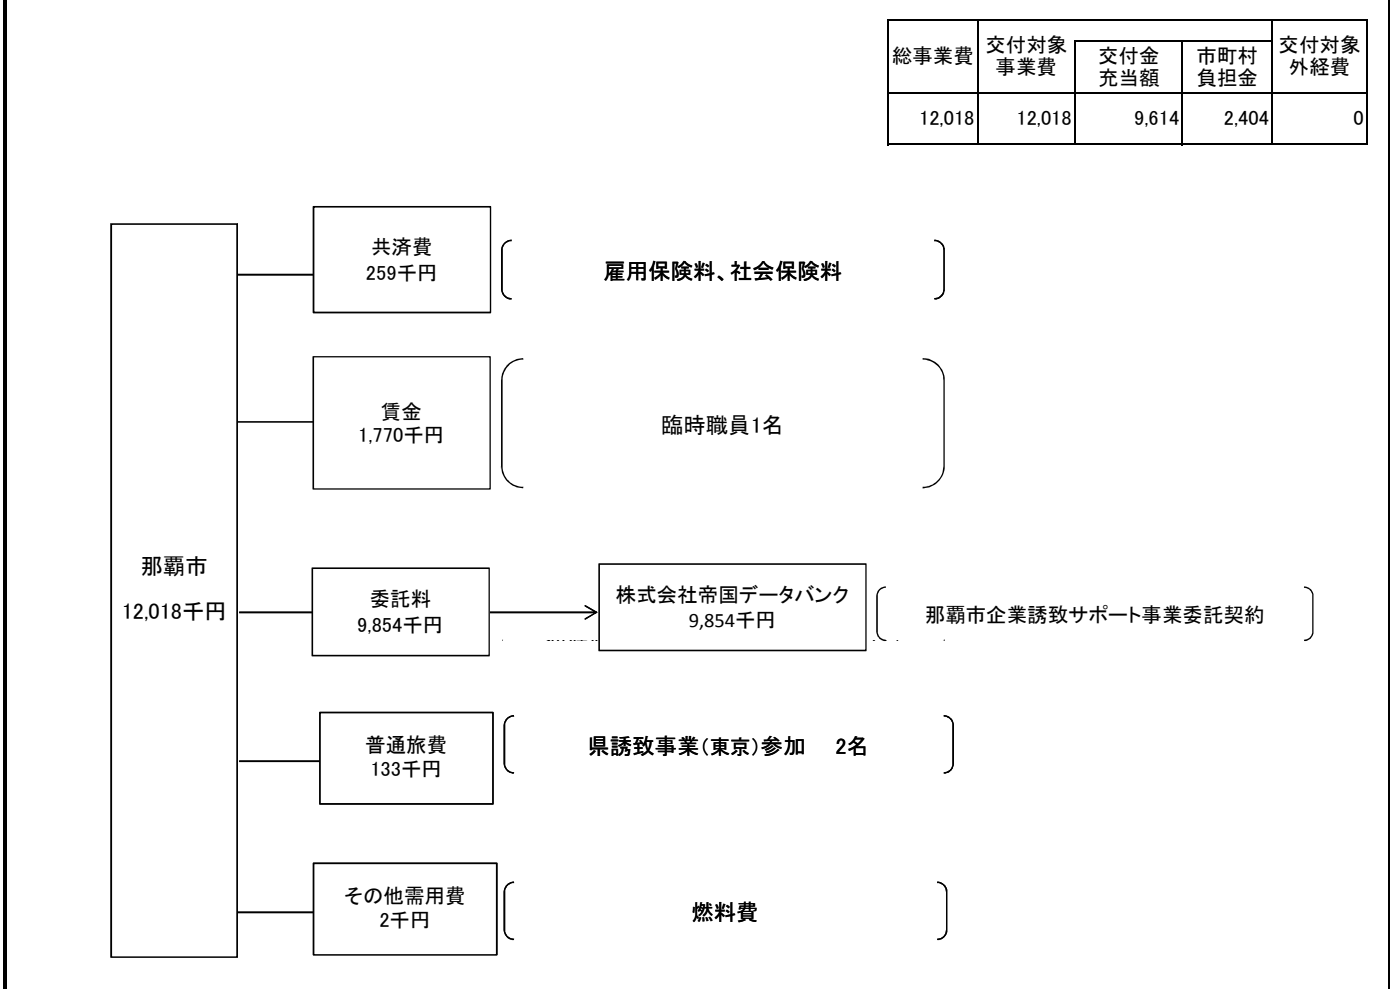 総事業費
交付対象
事業費
交付金
充当額
市町村
負担金
交付対象
外経費
12,018
12,018
9,614
2,404
0
共済費
259千円
雇用保険料、社会保険料
賃金
1,770千円
臨時職員1名
那覇市
12,018千円
委託料
9,854千円
株式会社帝国データバンク
9,854千円
那覇市企業誘致サポート事業委託契約
普通旅費
133千円
県誘致事業(東京)参加 2名
その他需用費
2千円
燃料費